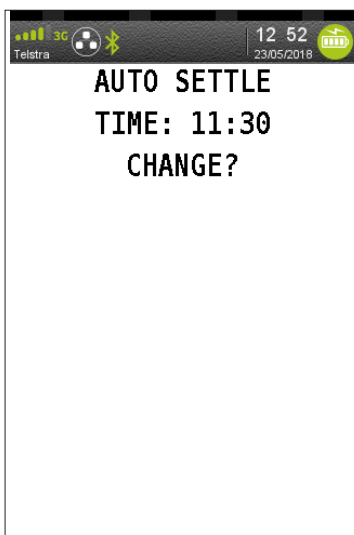 3G
12 52
Telstra
23/05/2018
AUTO SETTLE
TIME: 11:30
CHANGE?